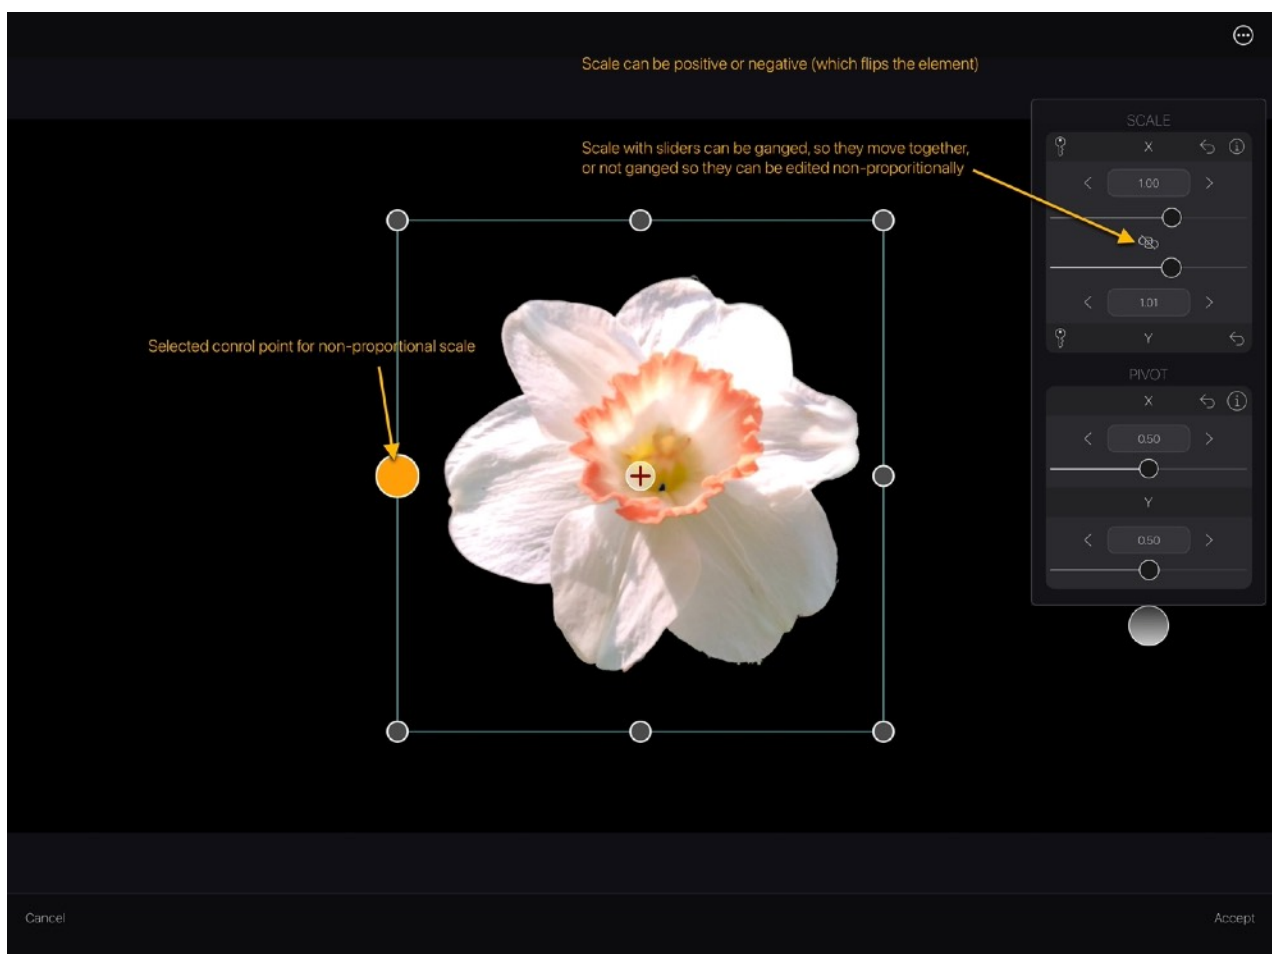 Scale can be positive or negative (which flips the element)
SCALE
X
Scale with sliders can be ganged, so they move together,
or not ganged so they can be edited non-proportionally
1.00
1.01
Y
Selected conrol point for non-proportional scale
PIVOT
X
0.50
Y
0.50
Cancel
Accept